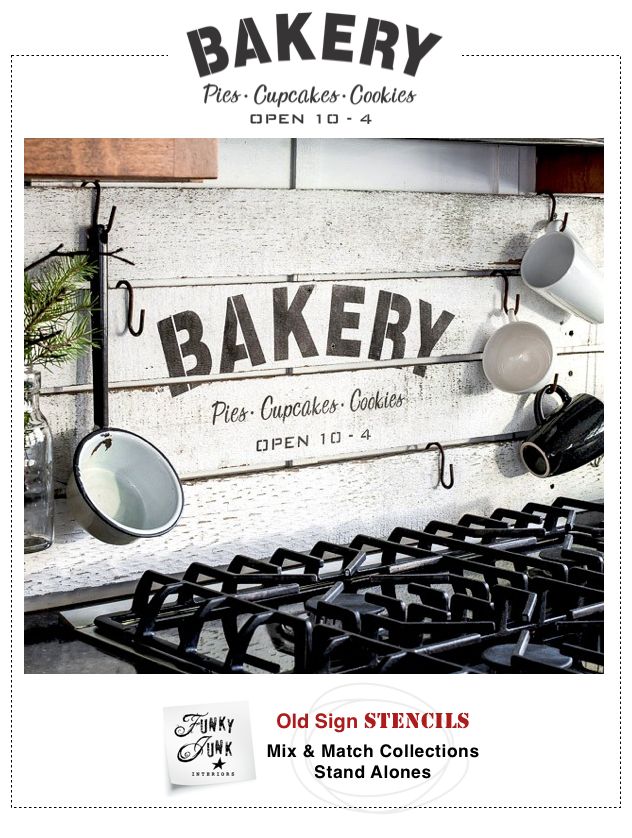 BAKERY
Pies • Cupcakes • Cookies
OPEN 10 - 4
BAKERY
Pies • Cupcakes • Cookies
OPEN 10 - 4
FUNKY
JUNK
INTERIORS
Old Sign STENCILS
Mix & Match Collections
Stand Alones